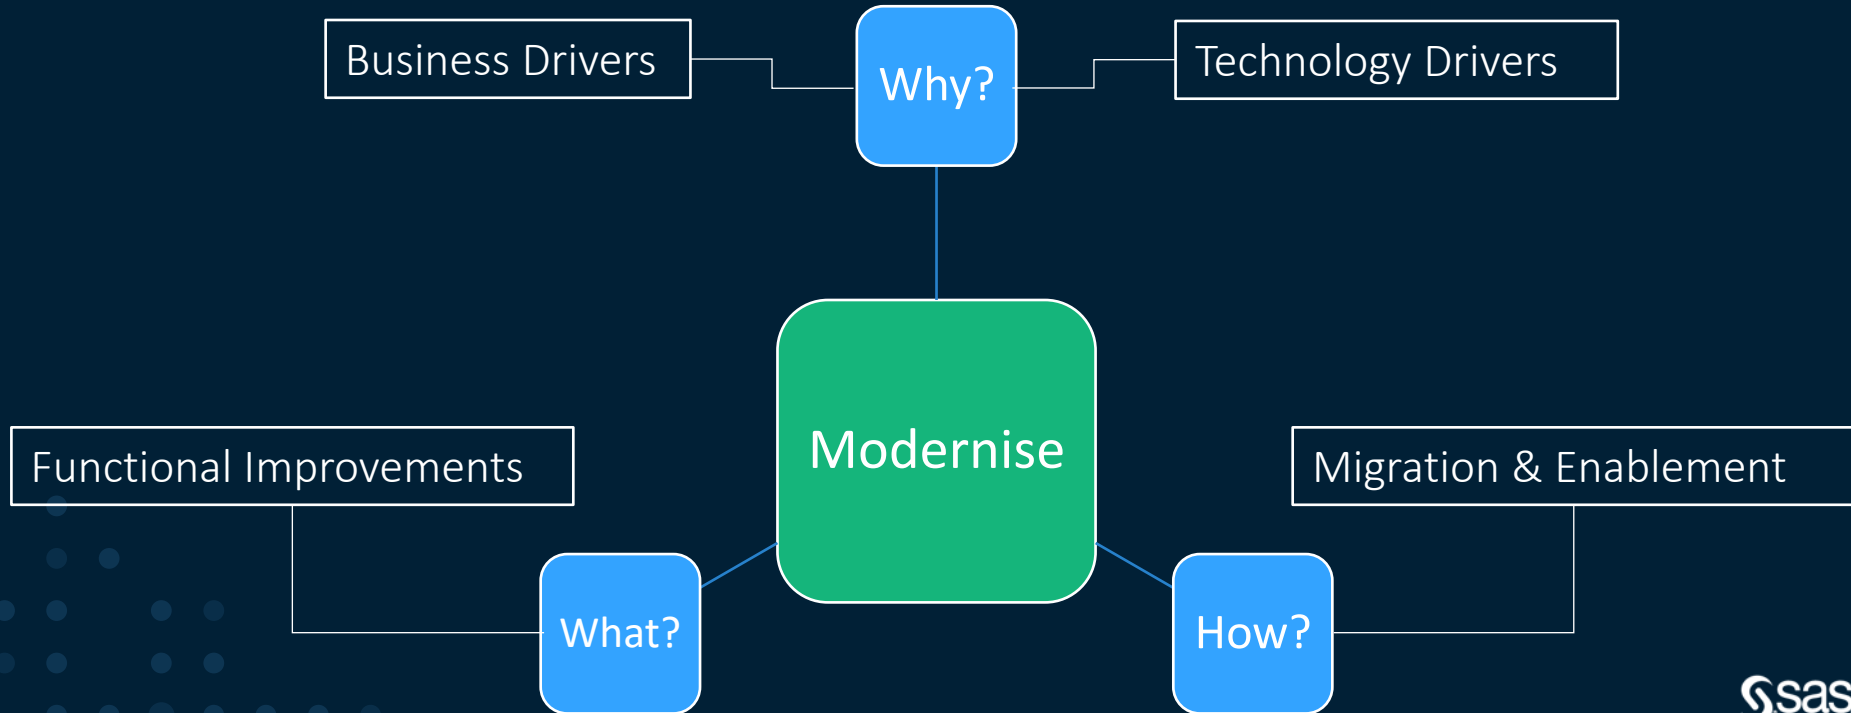 Business Drivers
Why?
Technology Drivers
Modernise
Functional Improvements
Migration & Enablement
What?
How?
sas